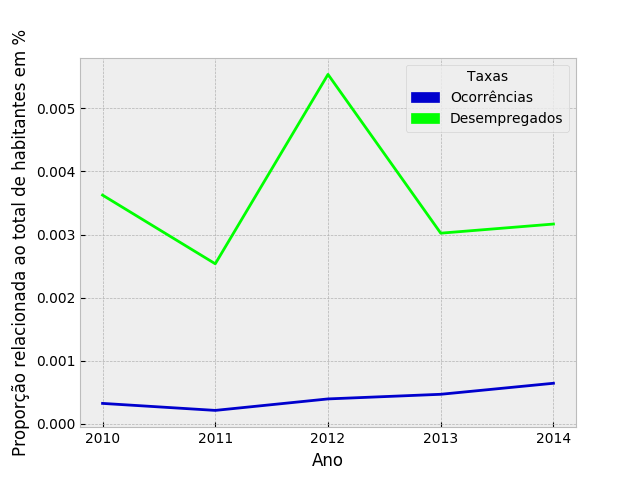 Proporção relacionada ao total de habitantes em %
Taxas
Ocorrências
Desempregados
0.005
0.004
0.003
0.002
0.001
0.000
2010 2011 2012 2013 2014
Ano